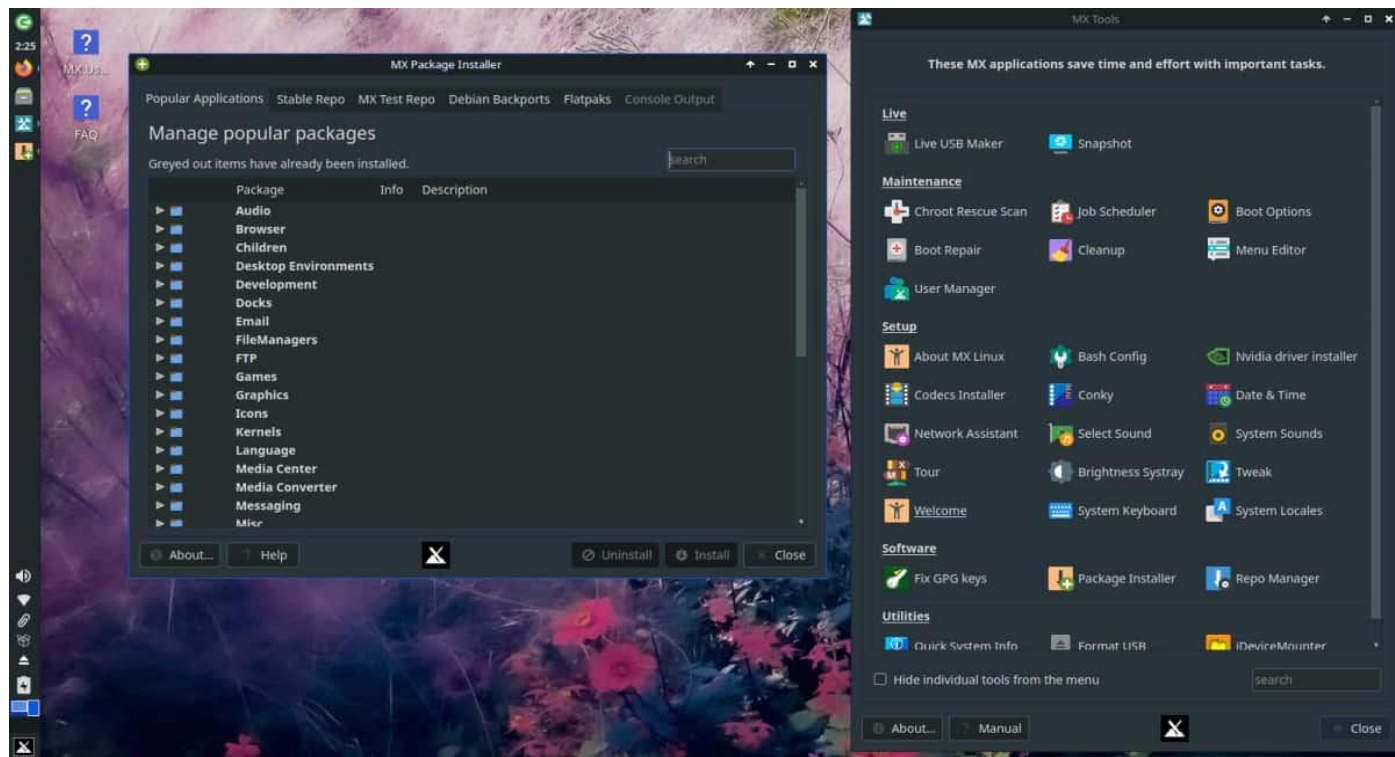 2:25
MX Us...
FAQ
MX Package Installer
Popular Applications Stable Repo MX Test Repo Debian Backports Flatpaks Console Output
Manage popular packages
Greyed out items have already been installed.
search
Package Info Description
Audio
Browser
Children
Desktop Environments
Development
Docks
Email
FileManagers
FTP
Games
Graphics
Icons
Kernels
Language
Media Center
Media Converter
Messaging
Misc
About... Help Uninstall Install Close
MX Tools
These MX applications save time and effort with important tasks.
Live
Live USB Maker Snapshot
Maintenance
Chroot Rescue Scan Job Scheduler Boot Options
Boot Repair Cleanup Menu Editor
User Manager
Setup
About MX Linux Bash Config Nvidia driver installer
Codecs Installer Conky Date & Time
Network Assistant Select Sound System Sounds
Tour Brightness Systray Tweak
Welcome System Keyboard System Locales
Software
Fix GPG keys Package Installer Repo Manager
Utilities
Quick System Info Format USB iDeviceMounter
Hide individual tools from the menu search
About... Manual Close